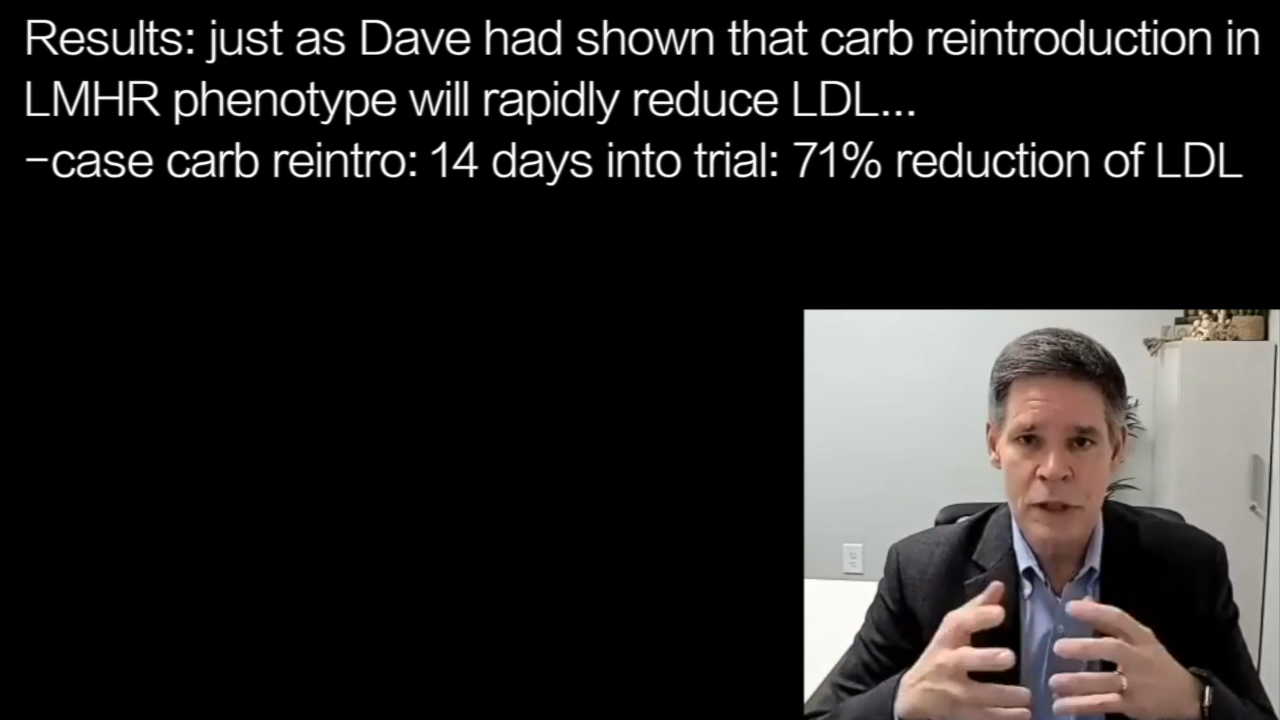 Results: just as Dave had shown that carb reintroduction in
LMHR phenotype will rapidly reduce LDL...
-case carb reintro: 14 days into trial: 71% reduction of LDL